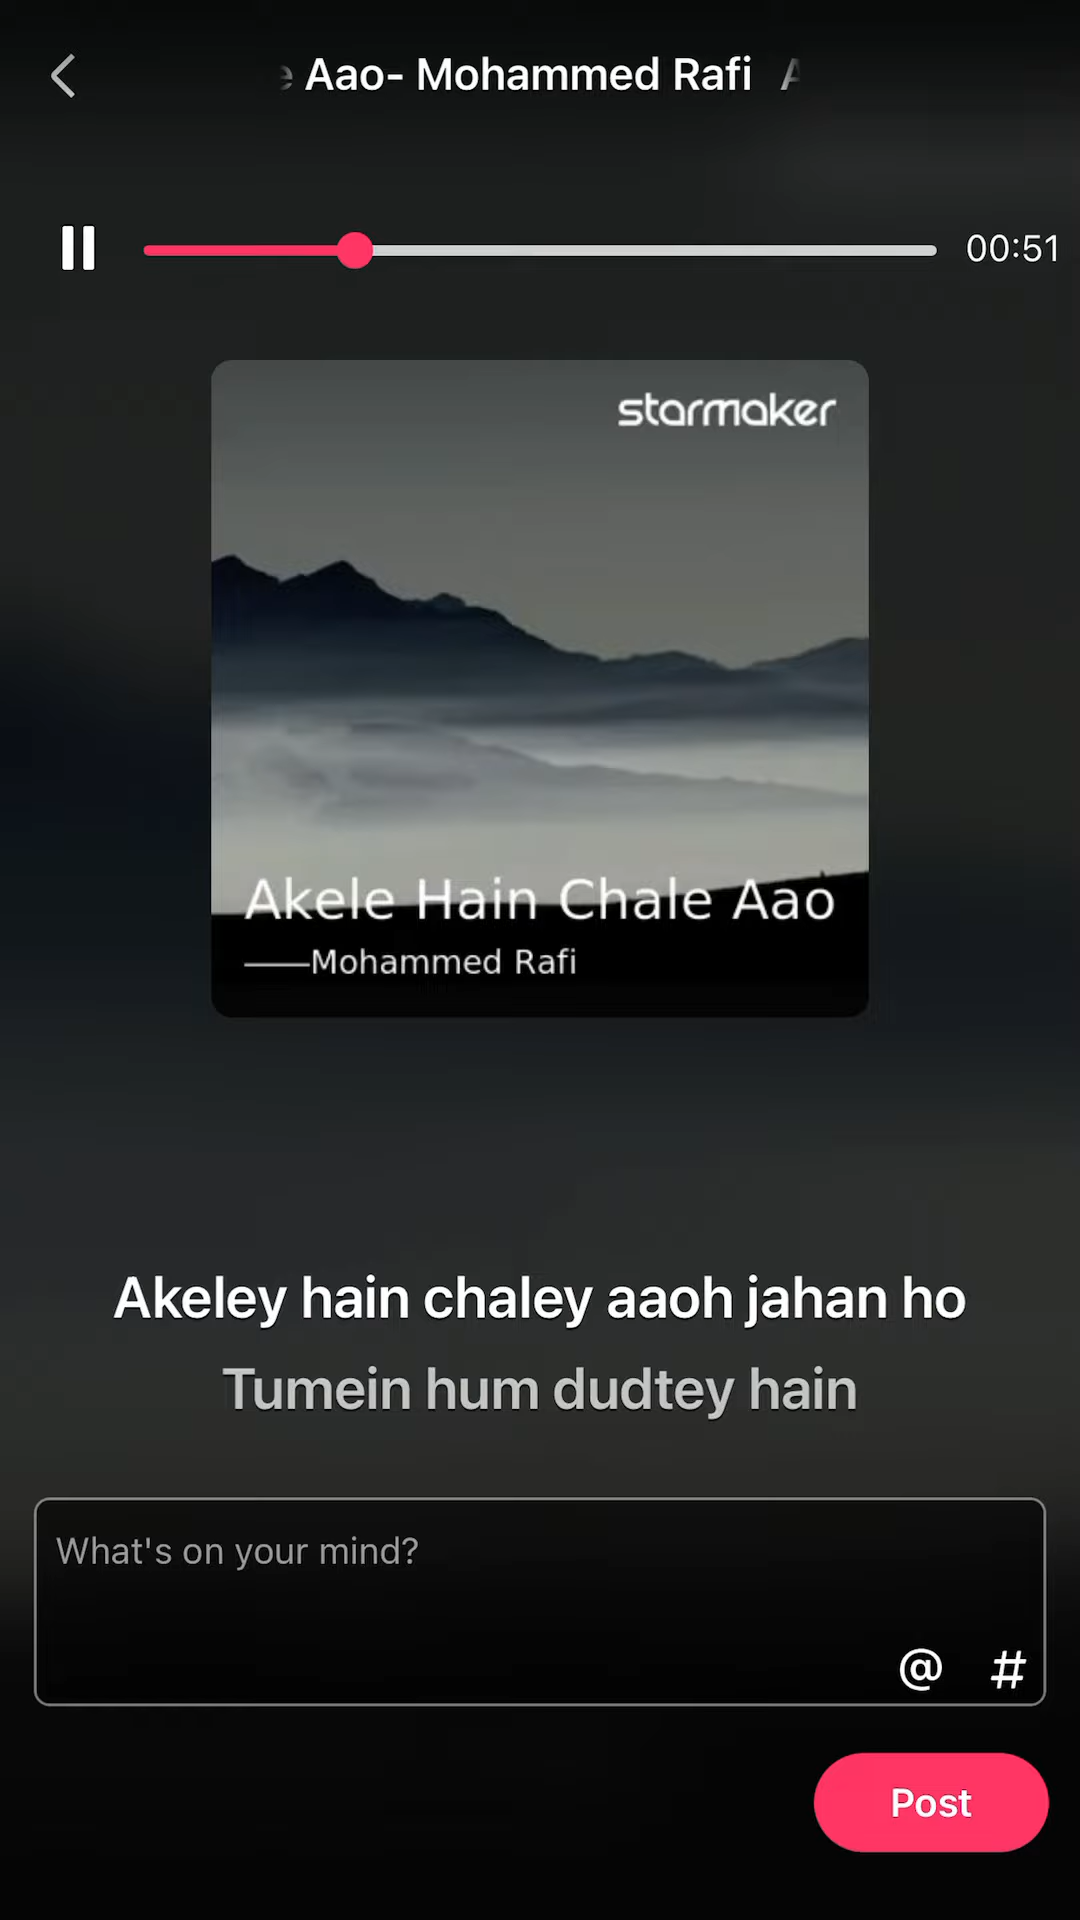 Aao- Mohammed Rafi
00:51
starmaker
Akele Hain Chale Aao
——Mohammed Rafi
Akeley hain chaley aaoh jahan ho
Tumein hum dudtey hain
What's on your mind?
@ #
Post